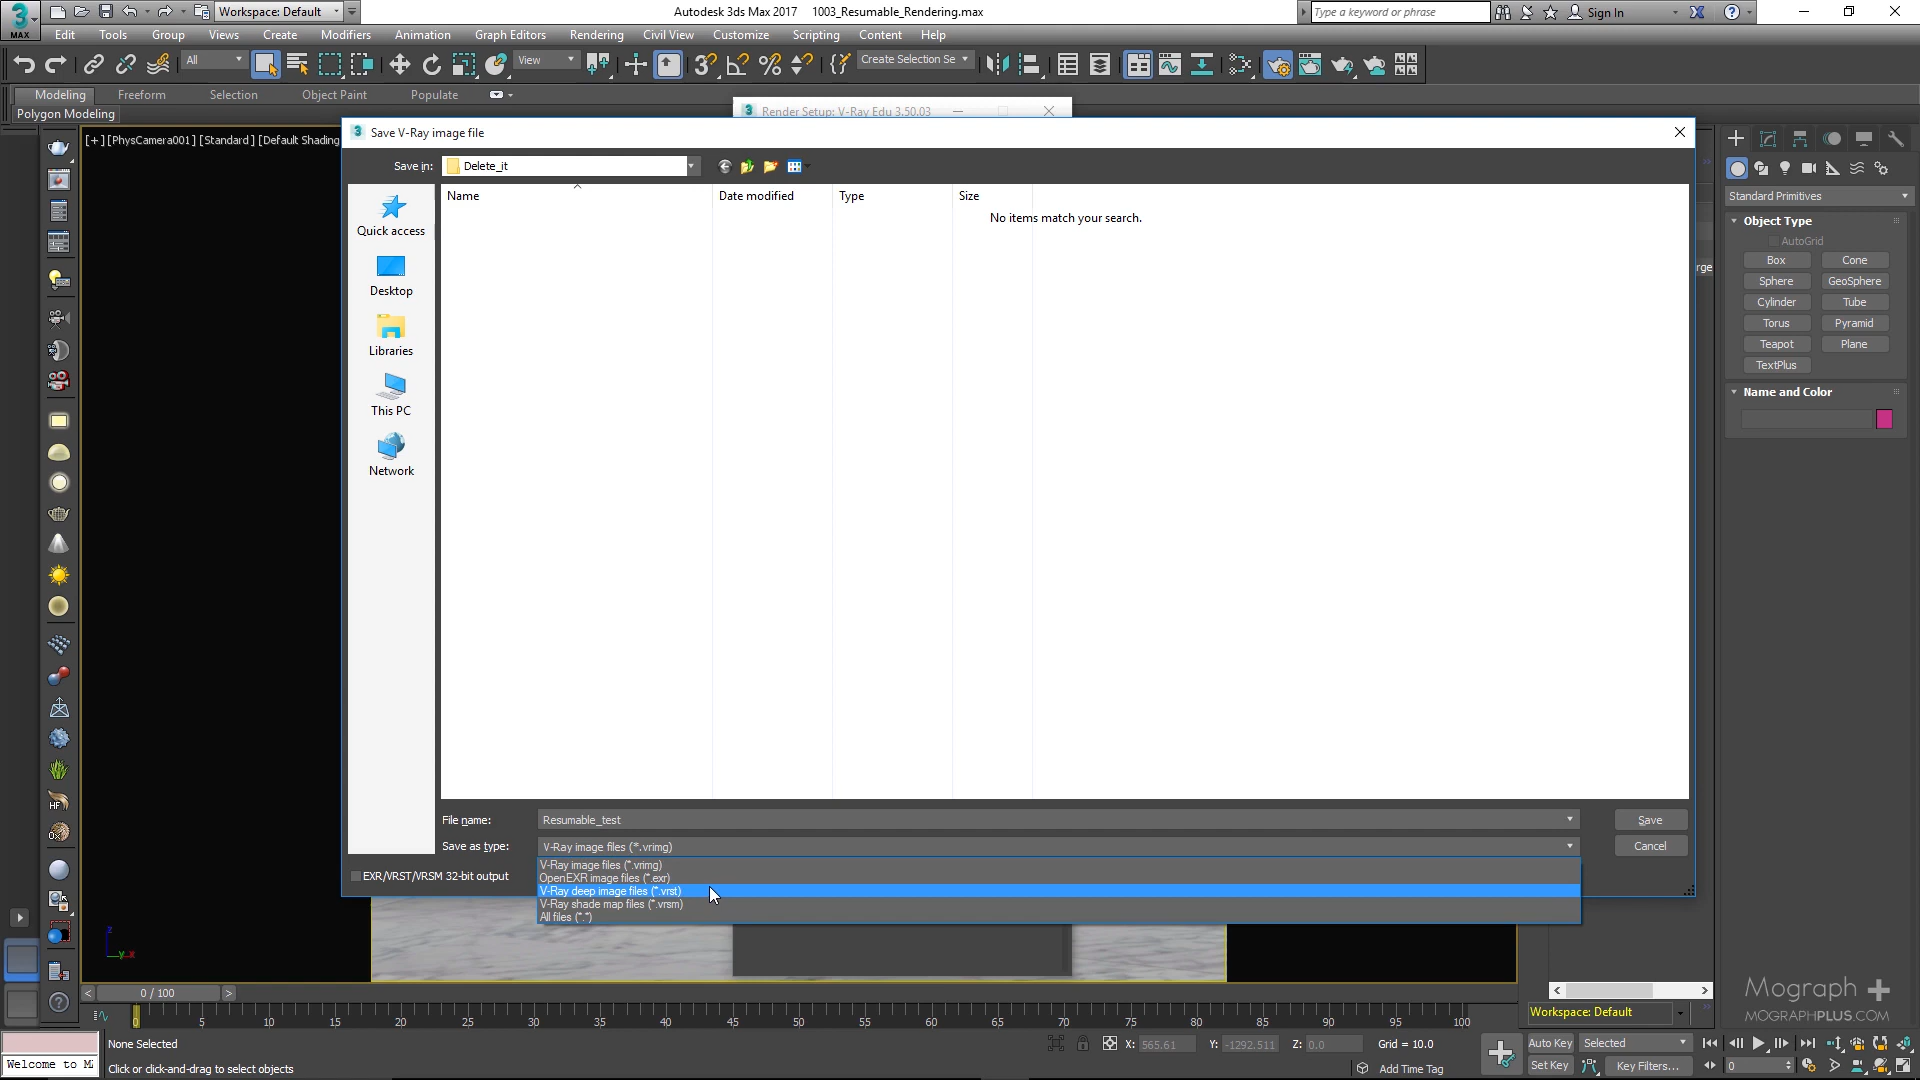 Workspace: Default
Autodesk 3ds Max 2017    1003_Resumable_Rendering.max
Type a keyword or phrase
Sign In
MAX
Edit Tools Group Views Create Modifiers Animation Graph Editors Rendering Civil View Customize Scripting Content Help
All
View
Create Selection Se
Modeling Freeform Selection Object Paint Populate
Polygon Modeling
Render Setup: V-Ray Edu 3.50.03
[+] [PhysCamera001] [Standard] [Default Shading
Save V-Ray image file
Save in: Delete_it
Name Date modified Type Size
No items match your search.
Quick access
Desktop
Libraries
This PC
Network
File name: Resumable_test
Save
Save as type: V-Ray image files (*.vrimg)
Cancel
V-Ray image files (*.vrimg)
OpenEXR image files (*.exr)
V-Ray deep image files (*.vrst)
V-Ray shade map files (*.vrsm)
All files (*.*)
EXR/VRST/VRSM 32-bit output
rge
Standard Primitives
Object Type
AutoGrid
Box Cone
Sphere GeoSphere
Cylinder Tube
Torus Pyramid
Teapot Plane
TextPlus
Name and Color
HF
z
y x
0 / 100
0 5 10 15 20 25 30 35 40 45 50 55 60 65 70 75 80 85 90 95 100
Workspace: Default
Mograph +
MOGRAPHPLUS.COM
None Selected
X: 565.61 Y: -1292.511 Z: 0.0 Grid = 10.0
Auto Key Selected
Welcome to M
Click or click-and-drag to select objects
Add Time Tag
Set Key Key Filters...
0